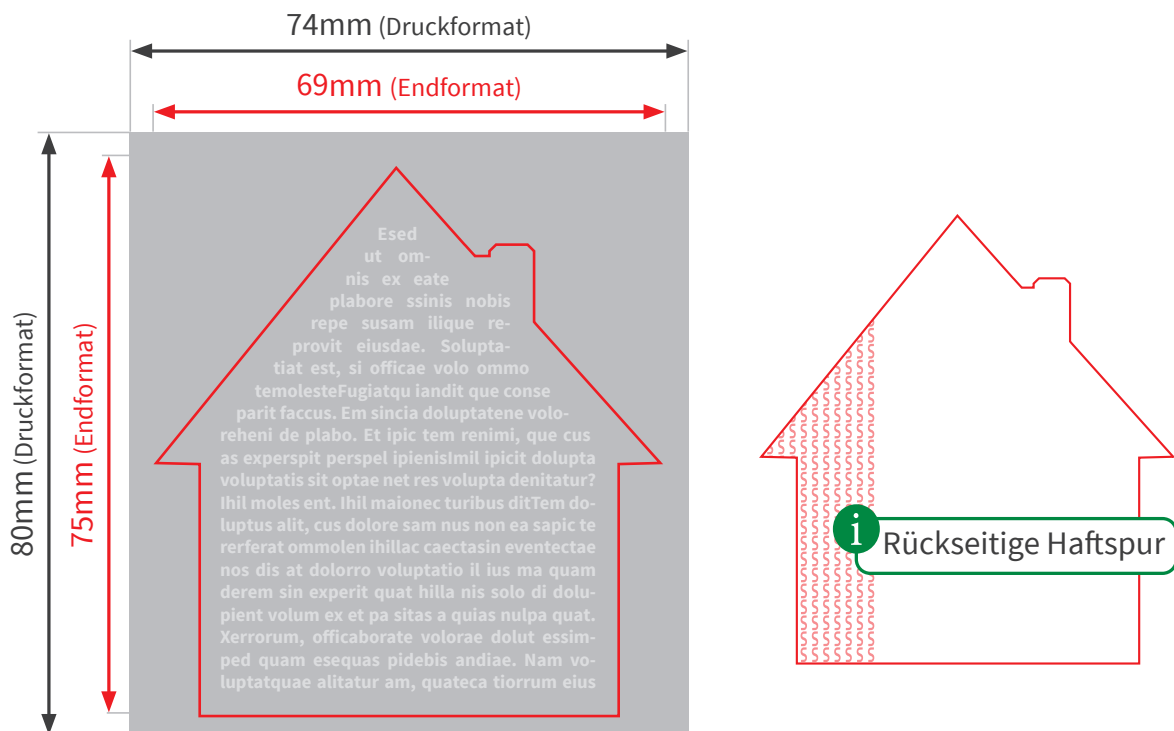 74mm (Druckformat)
69mm (Endformat)
80mm (Druckformat)
75mm (Endformat)
Esed
ut om-
nis ex eate
plabore ssinis nobis
repe susam ilique re-
provit eiusdae. Solupta-
tiat est, si officae volo ommo
temolesteFugiatqu iandit que conse
parit faccus. Em sincia doluptatene volo-
reheni de plabo. Et ipic tem renimi, que cus
as experspit perspel ipienisinihil ipicit dolupta
voluptatis sit optae net res volupta denitatur?
Ihil moles ent. Ihil maionec turibus ditTem do-
luptus alit, cus dolore sam nus non ea sapic te
rerferat ommolen ihillac caectasin eventectae
nos dis at dolorro voluptatio il ius ma quam
derem sin experit quat hilla nis solo di dolu-
pient volum ex et pa sitas a quias nulpa quat.
Xerrorum, officaborate volorae dolut essim-
ped quam esequas pidebis andiae. Nam vo-
luptatquae alitatur am, quateca tiorrum eius
i Rückseitige Haftspur